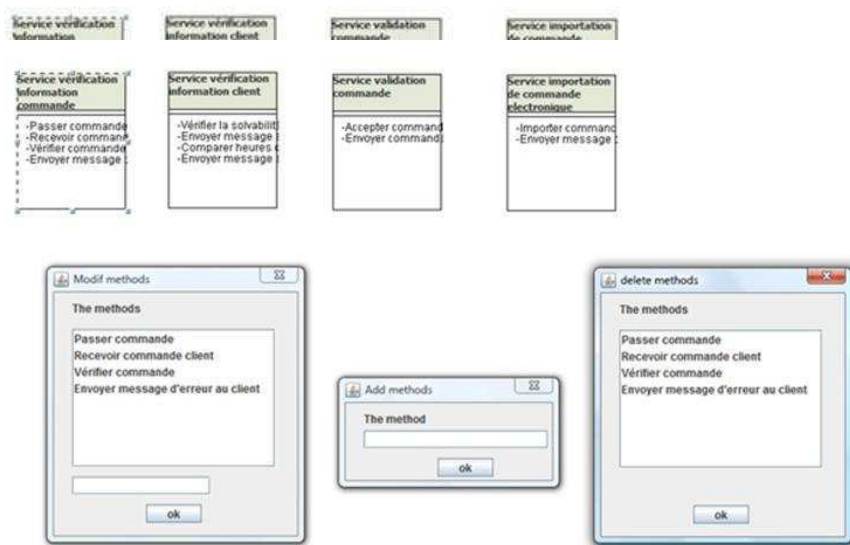 Service vérification
information
Service vérification
information client
Service validation
commande
Service importation
de commande
Service vérification
information
commande
-Passer commande
-Recevoir command
-Vérifier commande
-Envoyer message
Service vérification
information client
-Vérifier la solvabilit
-Envoyer message
-Comparer heures
-Envoyer message
Service validation
commande
-Accepter command
-Envoyer command
Service importation
de commande
electronique
-Importer command
-Envoyer message
Modif methods
The methods
Passer commande
Recevoir commande client
Vérifier commande
Envoyer message d'erreur au client
ok
Add methods
The method
ok
delete methods
The methods
Passer commande
Recevoir commande client
Vérifier commande
Envoyer message d'erreur au client
ok